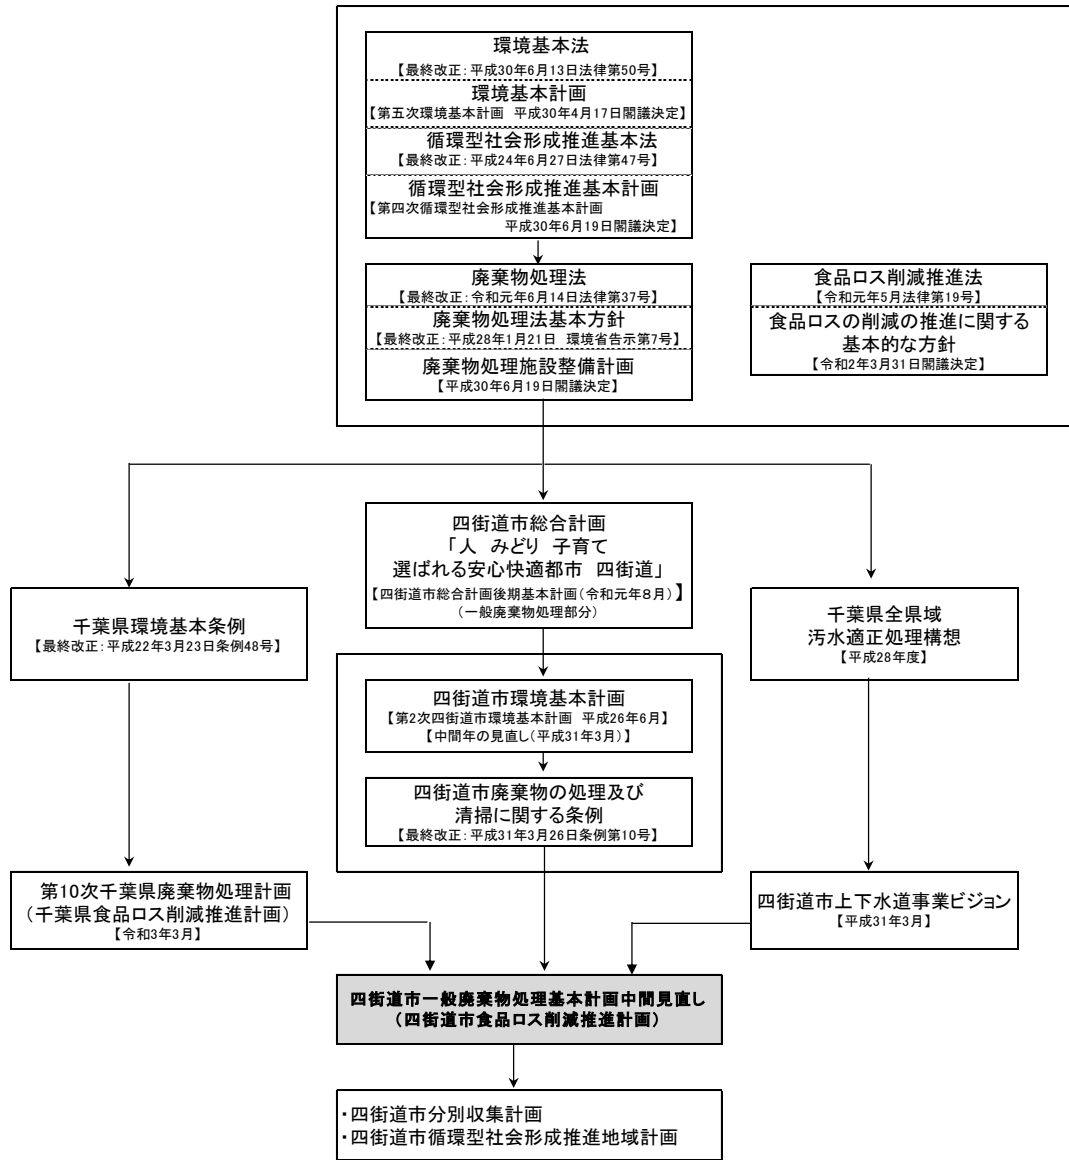 環境基本法
【最終改正：平成30年6月13日法律第50号】
環境基本計画
【第五次環境基本計画　平成30年4月17日閣議決定】
循環型社会形成推進基本法
【最終改正：平成24年6月27日法律第47号】
循環型社会形成推進基本計画
【第四次循環型社会形成推進基本計画
平成30年6月19日閣議決定】
廃棄物処理法
【最終改正：令和元年6月14日法律第37号】
廃棄物処理法基本方針
【最終改正：平成28年1月21日　環境省告示第7号】
廃棄物処理施設整備計画
【平成30年6月19日閣議決定】
食品ロス削減推進法
【令和元年5月法律第19号】
食品ロスの削減の推進に関する
基本的な方針
【令和2年3月31日閣議決定】
四街道市総合計画
「人　みどり　子育て
選ばれる安心快適都市　四街道」
【四街道市総合計画後期基本計画（令和元年８月）】
（一般廃棄物処理部分）
千葉県環境基本条例
【最終改正：平成22年3月23日条例48号】
千葉県全県域
汚水適正処理構想
【平成28年度】
四街道市環境基本計画
【第2次四街道市環境基本計画　平成26年6月】
【中間年の見直し（平成31年3月）】
四街道市廃棄物の処理及び
清掃に関する条例
【最終改正：平成31年3月26日条例第10号】
第10次千葉県廃棄物処理計画
（千葉県食品ロス削減推進計画）
【令和3年3月】
四街道市上下水道事業ビジョン
【平成31年3月】
四街道市一般廃棄物処理基本計画中間見直し
（四街道市食品ロス削減推進計画）
・四街道市分別収集計画
・四街道市循環型社会形成推進地域計画